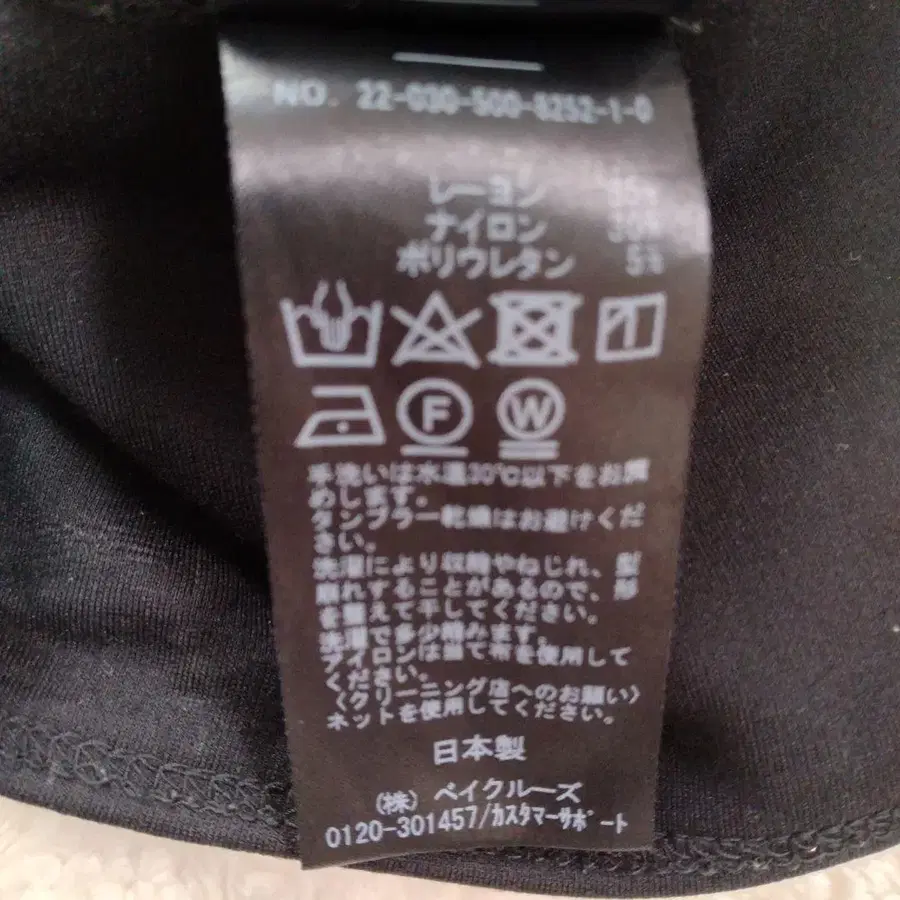 NO. 22-090-500-8252-1-0
レーヨン
ナイロン
ポリウレタン 5%
F W
手洗いは水温30℃以下をお勧
めします。
タンブラー乾燥はお避けくだ
さい。
洗濯により収縮やねじれ、型
崩れすることがあるので、形
を整えて干してください。
洗濯で多少縮みます。
アイロンは当て布を使用して
ください。
〈クリーニング店へのお願い〉
ネットを使用してください。
日本製
(株) ベイクルーズ
0120-301457/カスタマーサポート